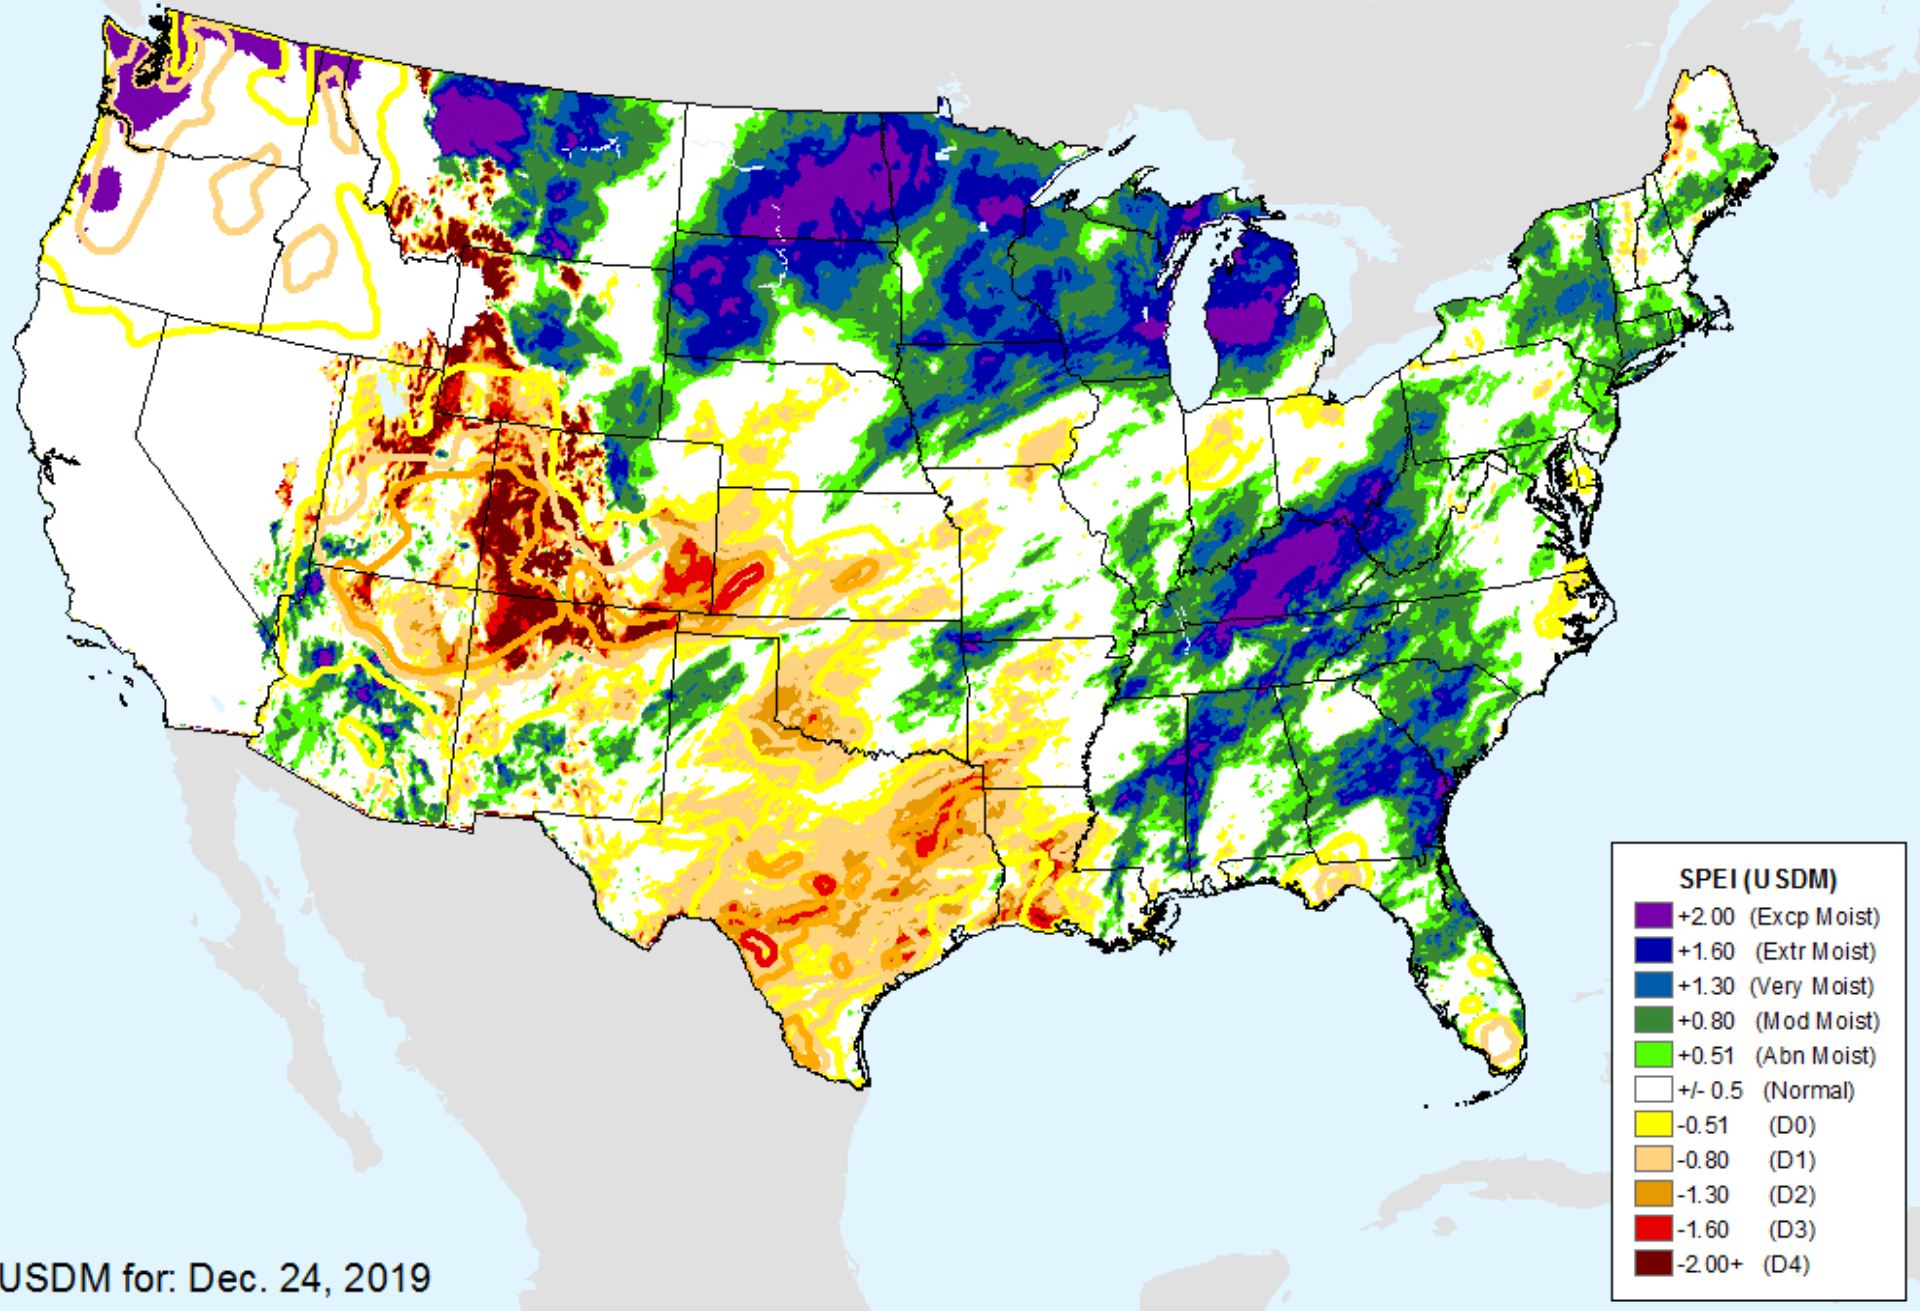 SPEI (USDM)
+2.00 (Excp Moist)
+1.60 (Extr Moist)
+1.30 (Very Moist)
+0.80 (Mod Moist)
+0.51 (Abn Moist)
+/- 0.5 (Normal)
-0.51 (D0)
-0.80 (D1)
-1.30 (D2)
-1.60 (D3)
-2.00+ (D4)
USDM for: Dec. 24, 2019